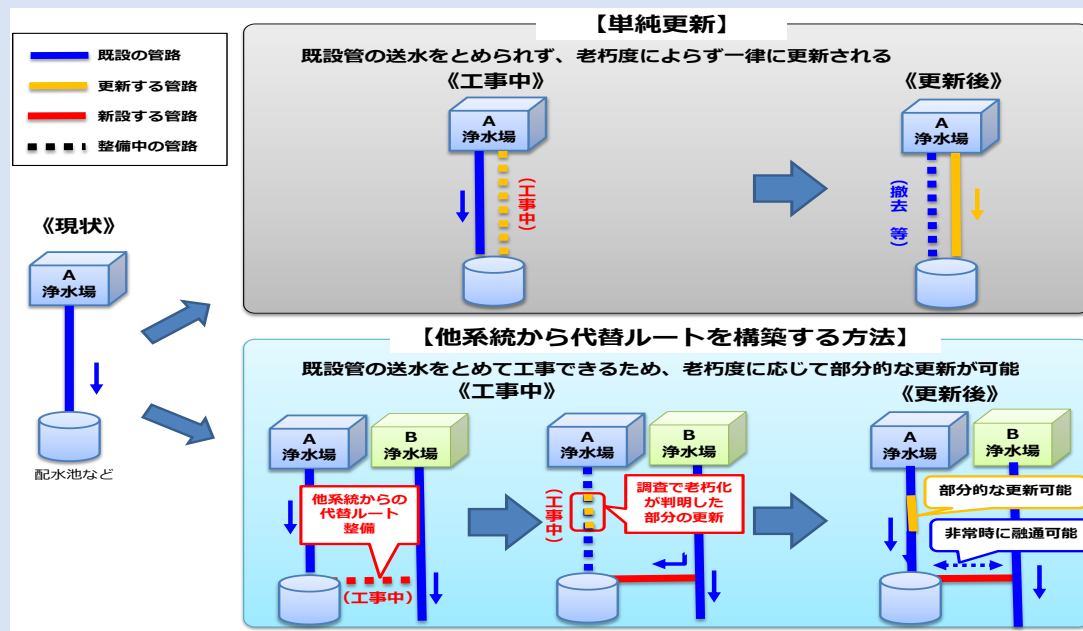 既設の管路
更新する管路
新設する管路
整備中の管路
《現状》
A
浄水場
配水池など
【単純更新】
既設管の送水をとめられず、老朽度によらず一律に更新される
《工事中》
A
浄水場
(工事中)
《更新後》
A
浄水場
(撤去 等)
【他系統から代替ルートを構築する方法】
既設管の送水をとめて工事できるため、老朽度に応じて部分的な更新が可能
《工事中》
A
浄水場
B
浄水場
他系統からの
代替ルート
整備
(工事中)
A
浄水場
B
浄水場
(工事中)
調査で老朽化
が判明した
部分の更新
《更新後》
A
浄水場
B
浄水場
部分的な更新可能
非常時に融通可能